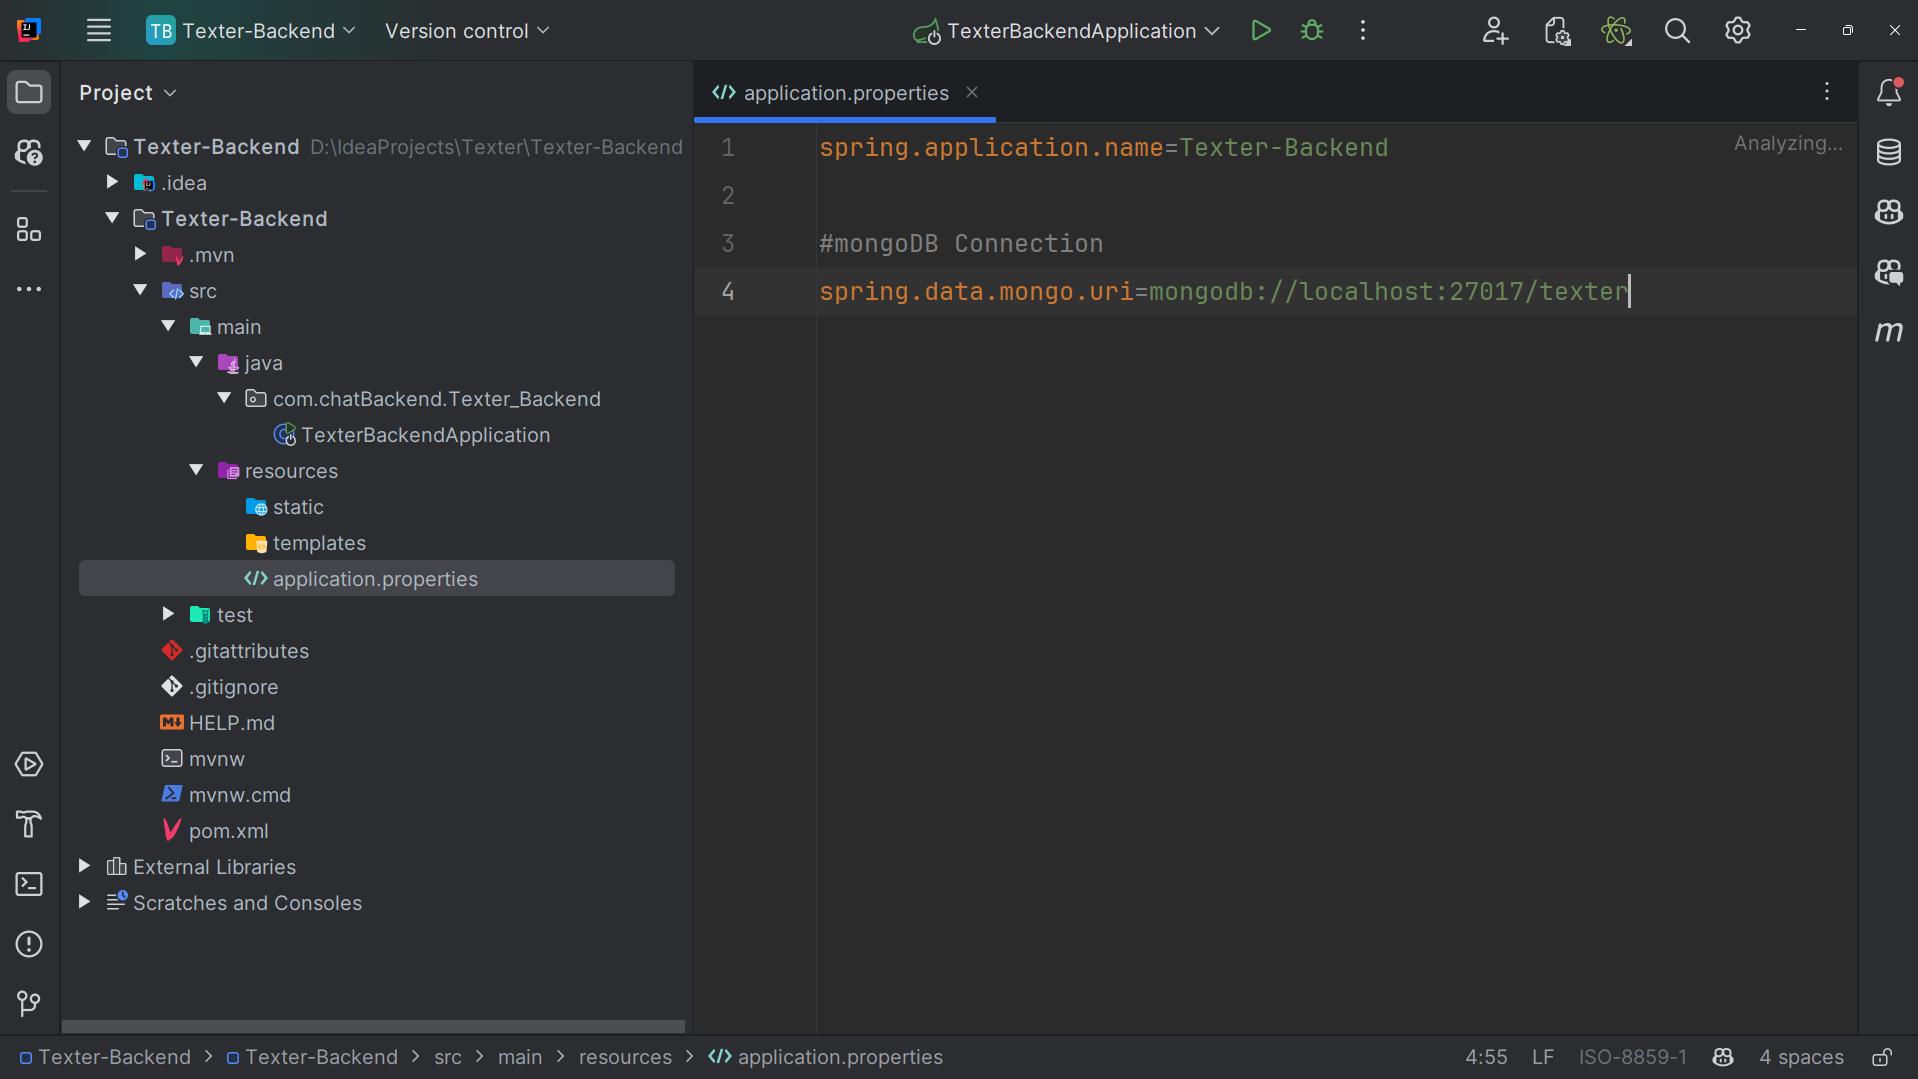 TB Texter-Backend Version control TexterBackendApplication
Project
application.properties
Texter-Backend D:\IdeaProjects\Texter\Texter-Backend
.idea
Texter-Backend
.mvn
src
main
java
com.chatBackend.Texter_Backend
TexterBackendApplication
resources
static
templates
application.properties
test
.gitattributes
.gitignore
HELP.md
mvnw
mvnw.cmd
pom.xml
External Libraries
Scratches and Consoles
1 spring.application.name=Texter-Backend
Analyzing...
2
3 #mongoDB Connection
4 spring.data.mongo.uri=mongodb://localhost:27017/texter
m
Texter-Backend > Texter-Backend > src > main > resources > application.properties
4:55 LF ISO-8859-1 4 spaces